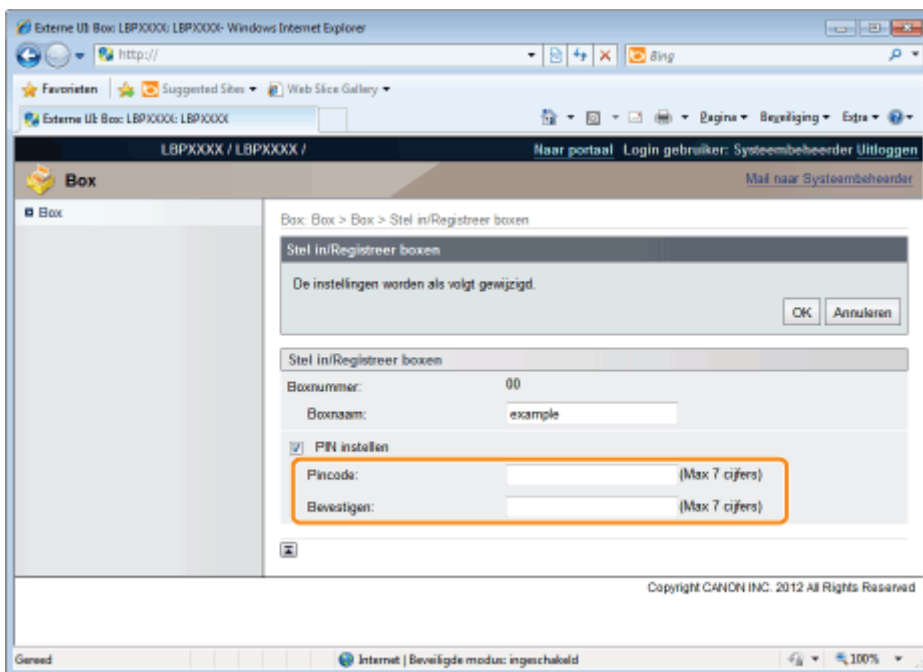 Externe UI: Box: LBPXXXX: LBPXXXX- Windows Internet Explorer
http://
Bing
Favorieten Suggested Sites Web Slice Gallery
Externe UI: Box: LBPXXXX: LBPXXXX
Pagina Beveiliging Extra
LBPXXXX / LBPXXXX /
Naar portaal Login gebruiker: Systeembeheerder Uitloggen
Box
Mail naar Systeembeheerder
Box
Box: Box > Box > Stel in/Registreer boxen
Stel in/Registreer boxen
De instellingen worden als volgt gewijzigd.
OK Annuleren
Stel in/Registreer boxen
Boxnummer: 00
Boxnaam: example
PIN instellen
Pincode: (Max 7 cijfers)
Bevestigen: (Max 7 cijfers)
Copyright CANON INC. 2012 All Rights Reserved
Gereed Internet | Beveiligde modus: ingeschakeld 100%